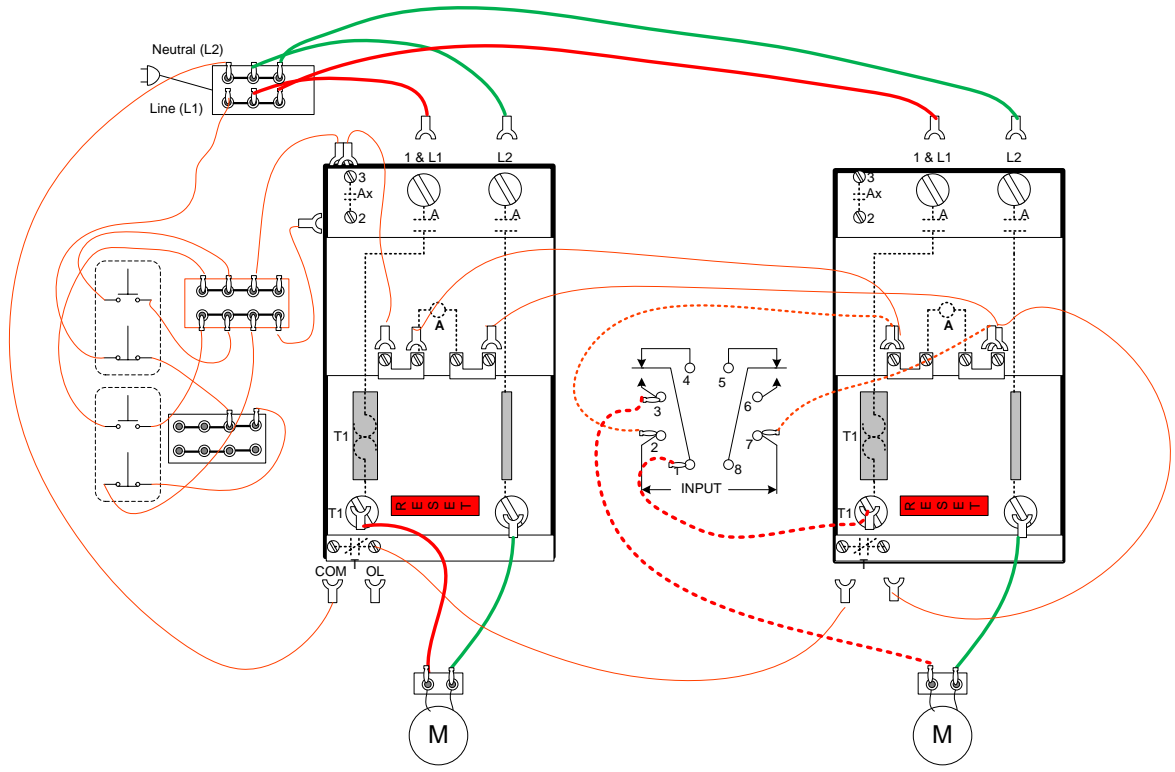 Neutral (L2)
Line (L1)
1 & L1
L2
1 & L1
L2
3
Ax
2
A
A
3
Ax
2
A
A
A
A
4
5
3
6
2
7
1
8
INPUT
T1
T1
T1
RESET
T1
RESET
T
COM
OL
T
M
M